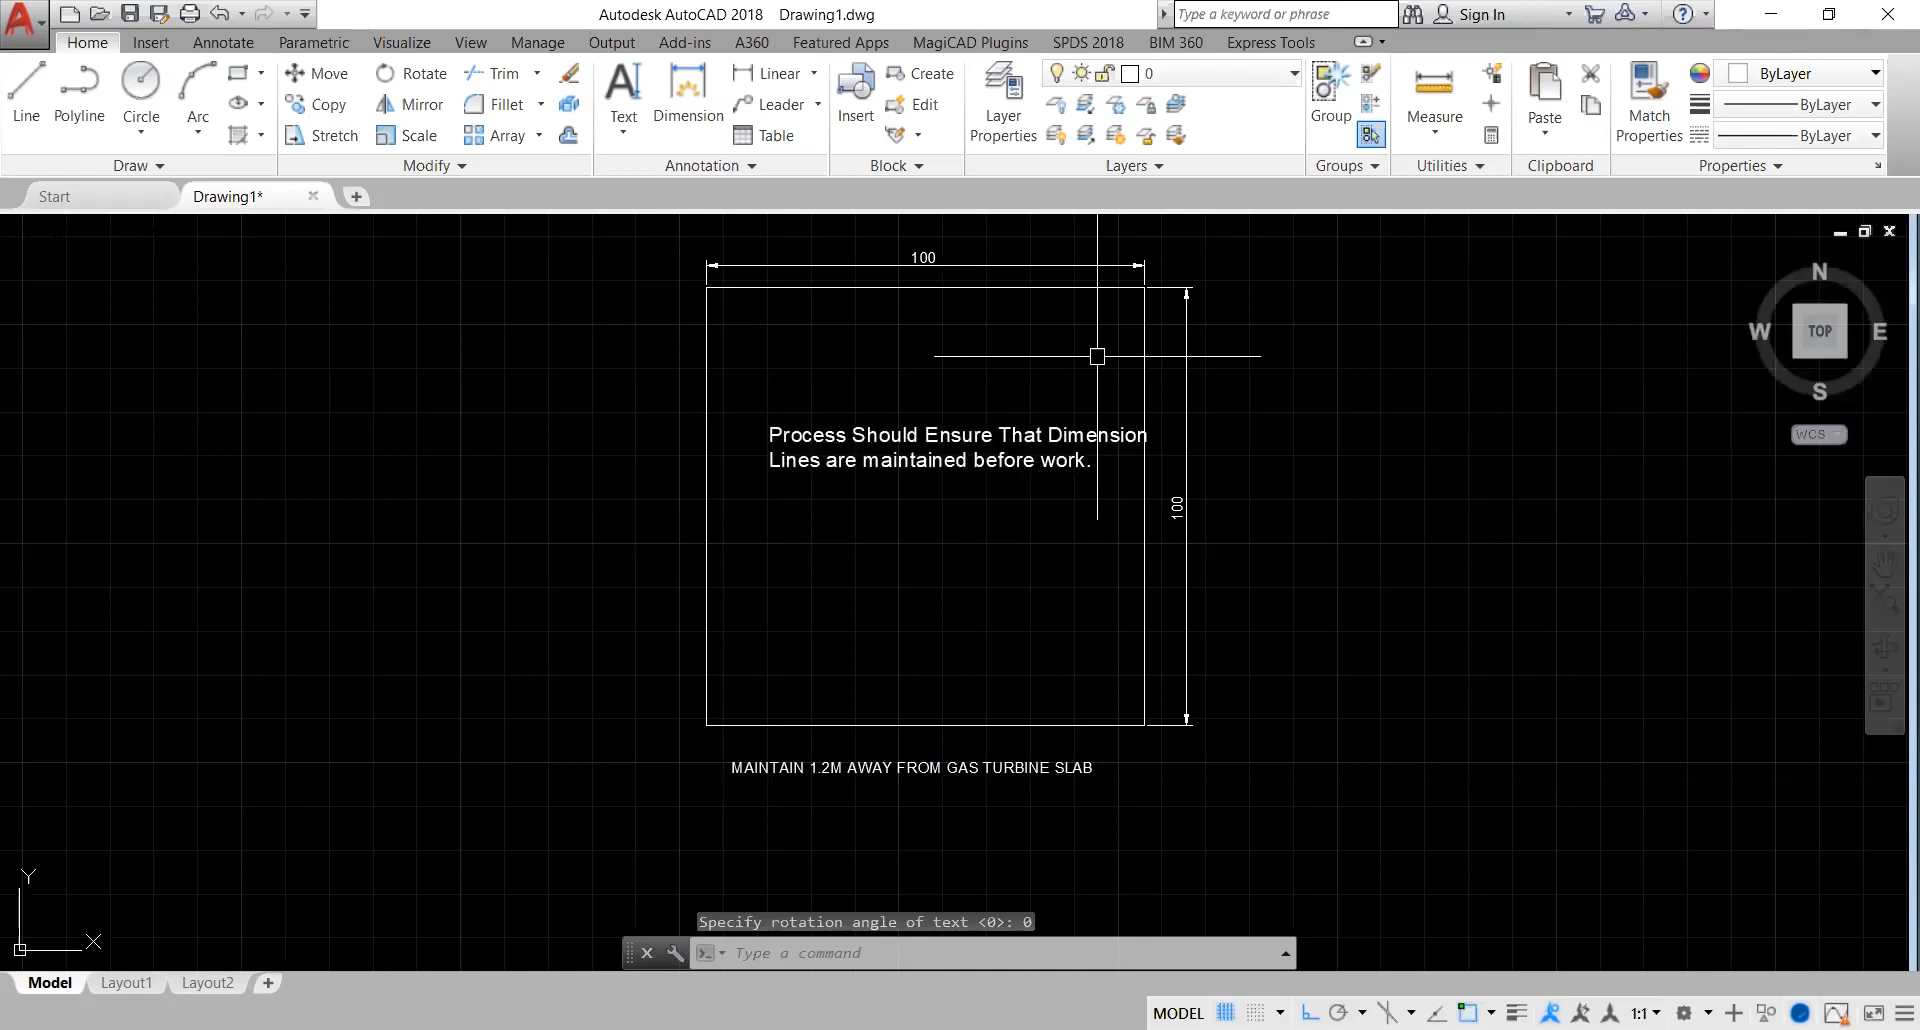 Autodesk AutoCAD 2018 Drawing1.dwg
Type a keyword or phrase
Sign In
Home Insert Annotate Parametric Visualize View Manage Output Add-ins A360 Featured Apps MagiCAD Plugins SPDS 2018 BIM 360 Express Tools
Line Polyline Circle Arc
Move Rotate Trim
Copy Mirror Fillet
Stretch Scale Array
Text Dimension
Linear
Leader
Table
Insert
Create
Edit
Layer
Properties
0
Group
Measure
Paste
Match
Properties
ByLayer
ByLayer
ByLayer
Draw Modify Annotation Block Layers Groups Utilities Clipboard Properties
Start Drawing1*
100
N
W TOP E
S
WCS
Process Should Ensure That Dimension
Lines are maintained before work.
100
MAINTAIN 1.2M AWAY FROM GAS TURBINE SLAB
Y
X
Specify rotation angle of text <0>: 0
Type a command
Model Layout1 Layout2
MODEL 1:1